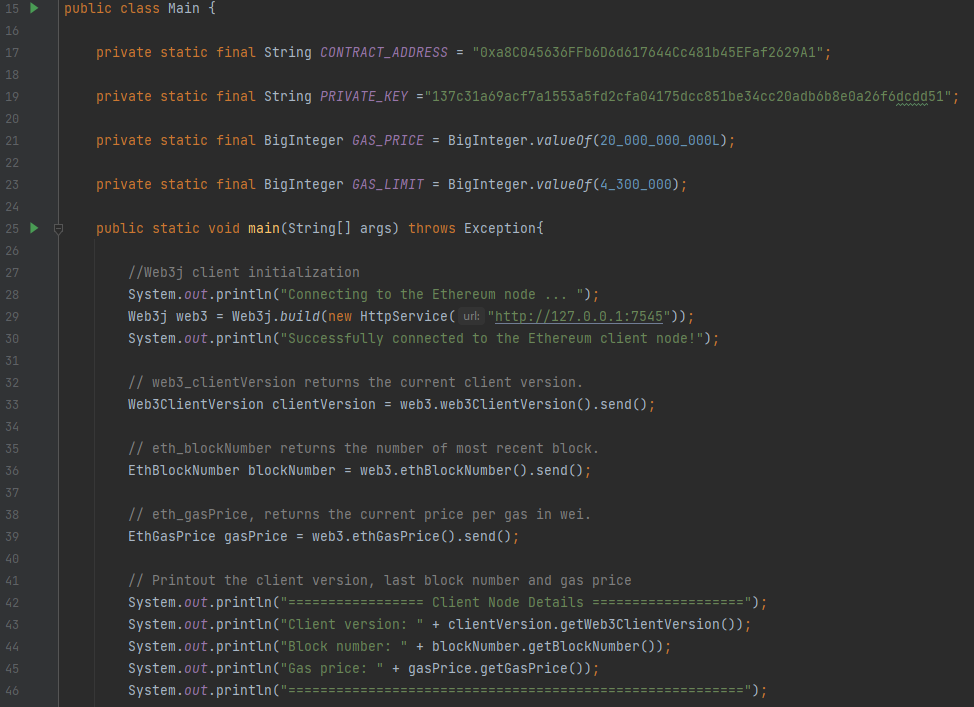 15 public class Main {
16
17 private static final String CONTRACT_ADDRESS = "0xa8C045636FFb6D6d617644Cc481b45EFaf2629A1";
18
19 private static final String PRIVATE_KEY ="137c31a69acf7a1553a5fd2cfa04175dcc851be34cc20adb6b8e0a26f6dcdd51";
20
21 private static final BigInteger GAS_PRICE = BigInteger.valueOf(20_000_000_000L);
22
23 private static final BigInteger GAS_LIMIT = BigInteger.valueOf(4_300_000);
24
25 public static void main(String[] args) throws Exception{
26
27 //Web3j client initialization
28 System.out.println("Connecting to the Ethereum node ... ");
29 Web3j web3 = Web3j.build(new HttpService( url: "http://127.0.0.1:7545"));
30 System.out.println("Successfully connected to the Ethereum client node!");
31
32 // web3_clientVersion returns the current client version.
33 Web3ClientVersion clientVersion = web3.web3ClientVersion().send();
34
35 // eth_blockNumber returns the number of most recent block.
36 EthBlockNumber blockNumber = web3.ethBlockNumber().send();
37
38 // eth_gasPrice, returns the current price per gas in wei.
39 EthGasPrice gasPrice = web3.ethGasPrice().send();
40
41 // Printout the client version, last block number and gas price
42 System.out.println("================= Client Node Details ===================");
43 System.out.println("Client version: " + clientVersion.getWeb3ClientVersion());
44 System.out.println("Block number: " + blockNumber.getBlockNumber());
45 System.out.println("Gas price: " + gasPrice.getGasPrice());
46 System.out.println("=========================================================");